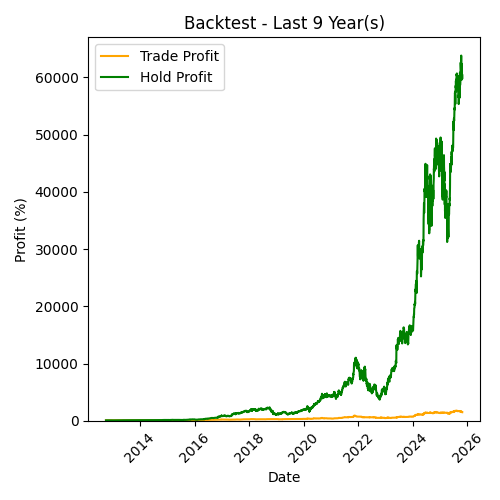 Backtest - Last 9 Year(s)
Trade Profit
Hold Profit
60000
50000
40000
30000
20000
10000
0
Profit (%)
2014
2016
2018
2020
2022
2024
2026
Date